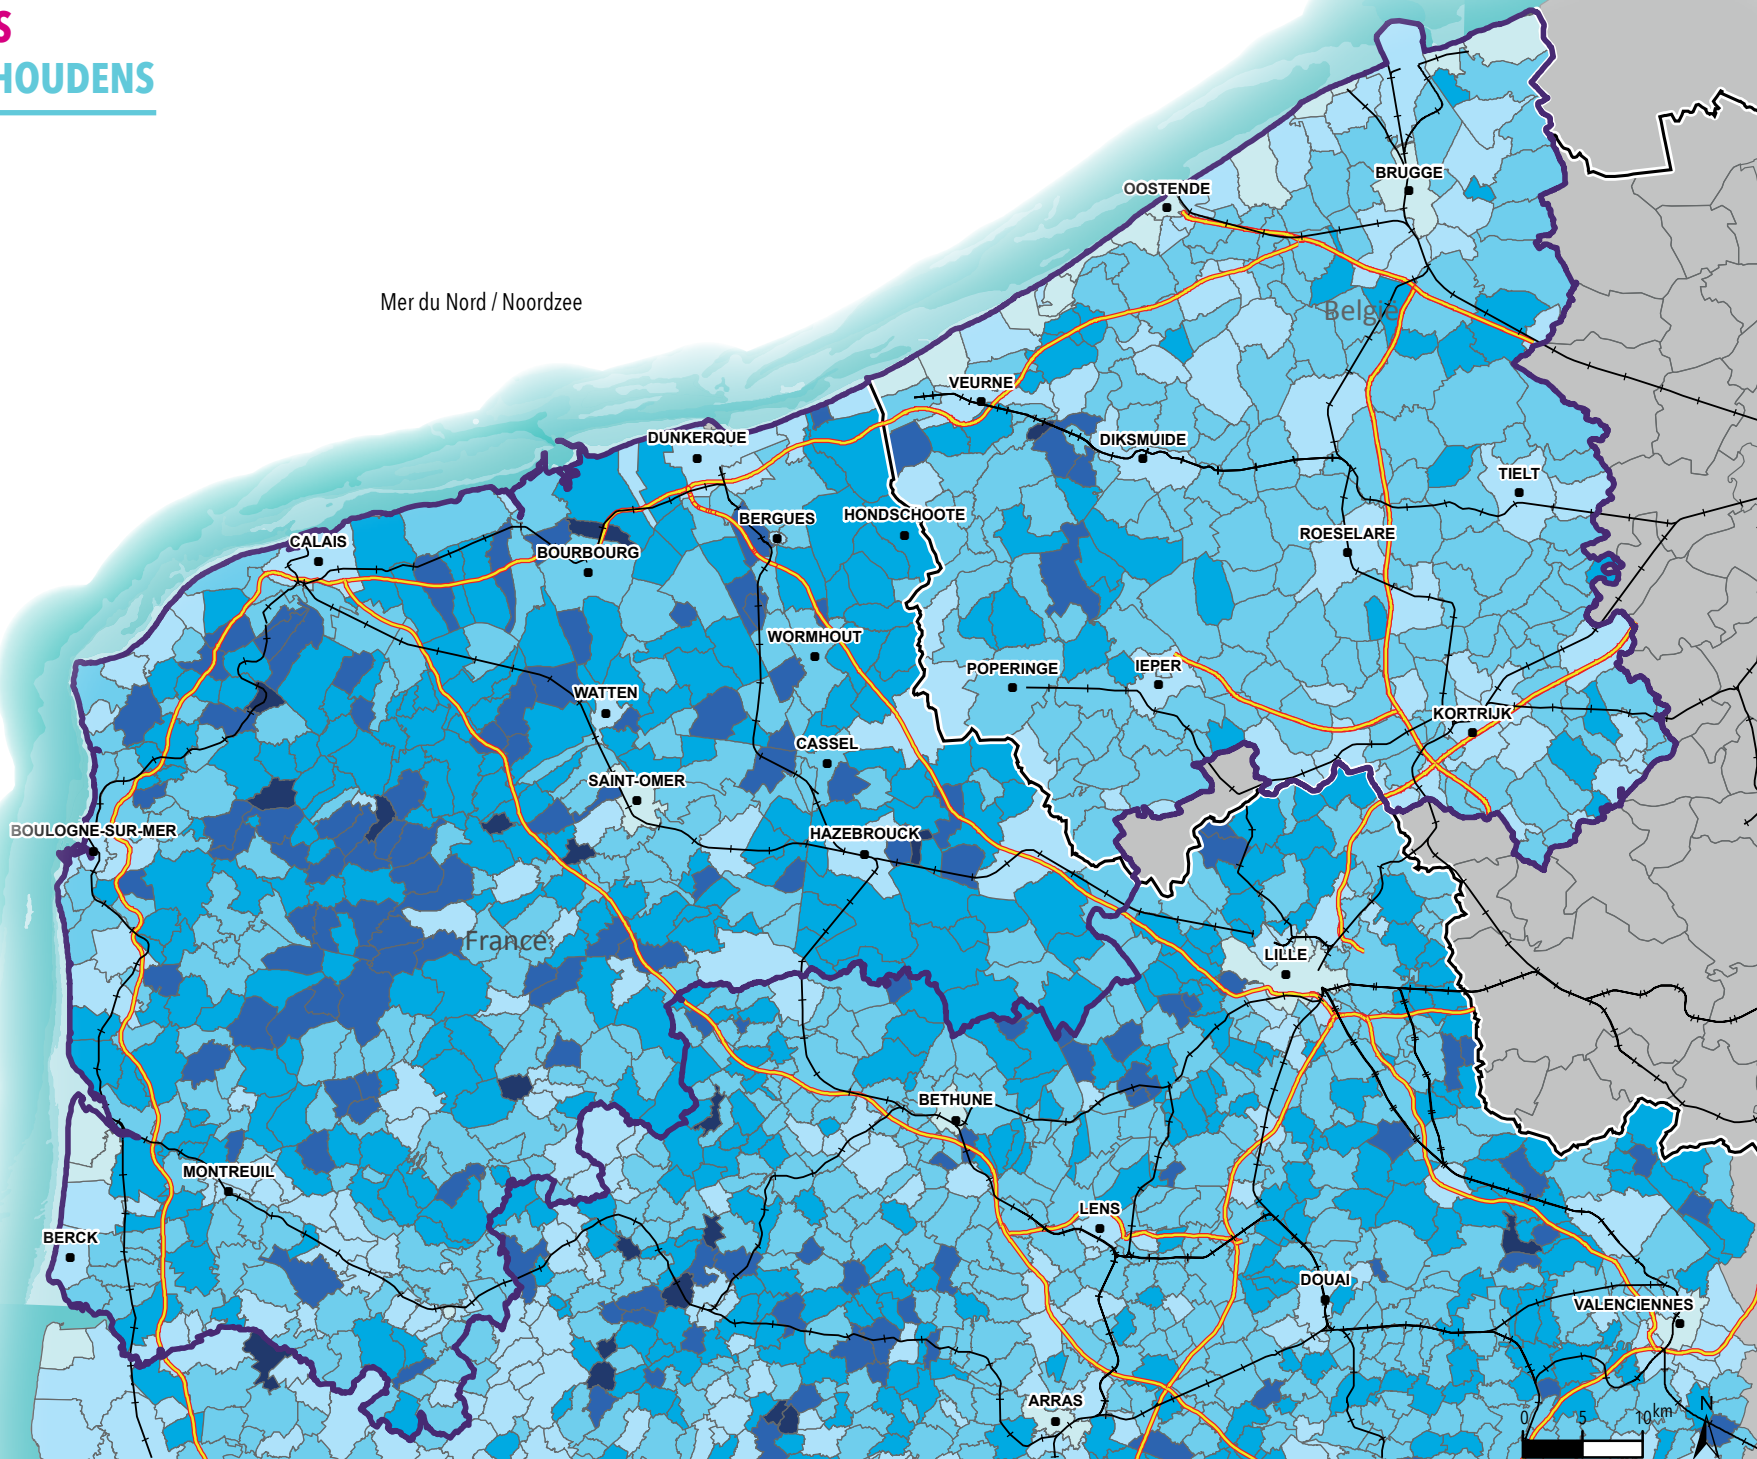 S
HOUDENS
Mer du Nord / Noordzee
BRUGGE
OOSTENDE
België
VEURNE
DUNKERQUE
DIKSMUIDE
TIELT
BERGUES
HONDSCHOOTE
ROESELARE
CALAIS
BOURBOURG
WORMHOUT
POPERINGE
IEPER
WATTEN
KORTRIJK
CASSEL
SAINT-OMER
BOULOGNE-SUR-MER
HAZEBROUCK
France
LILLE
BETHUNE
MONTREUIL
LENS
BERCK
DOUAI
VALENCIENNES
ARRAS
N
0 5 10 km